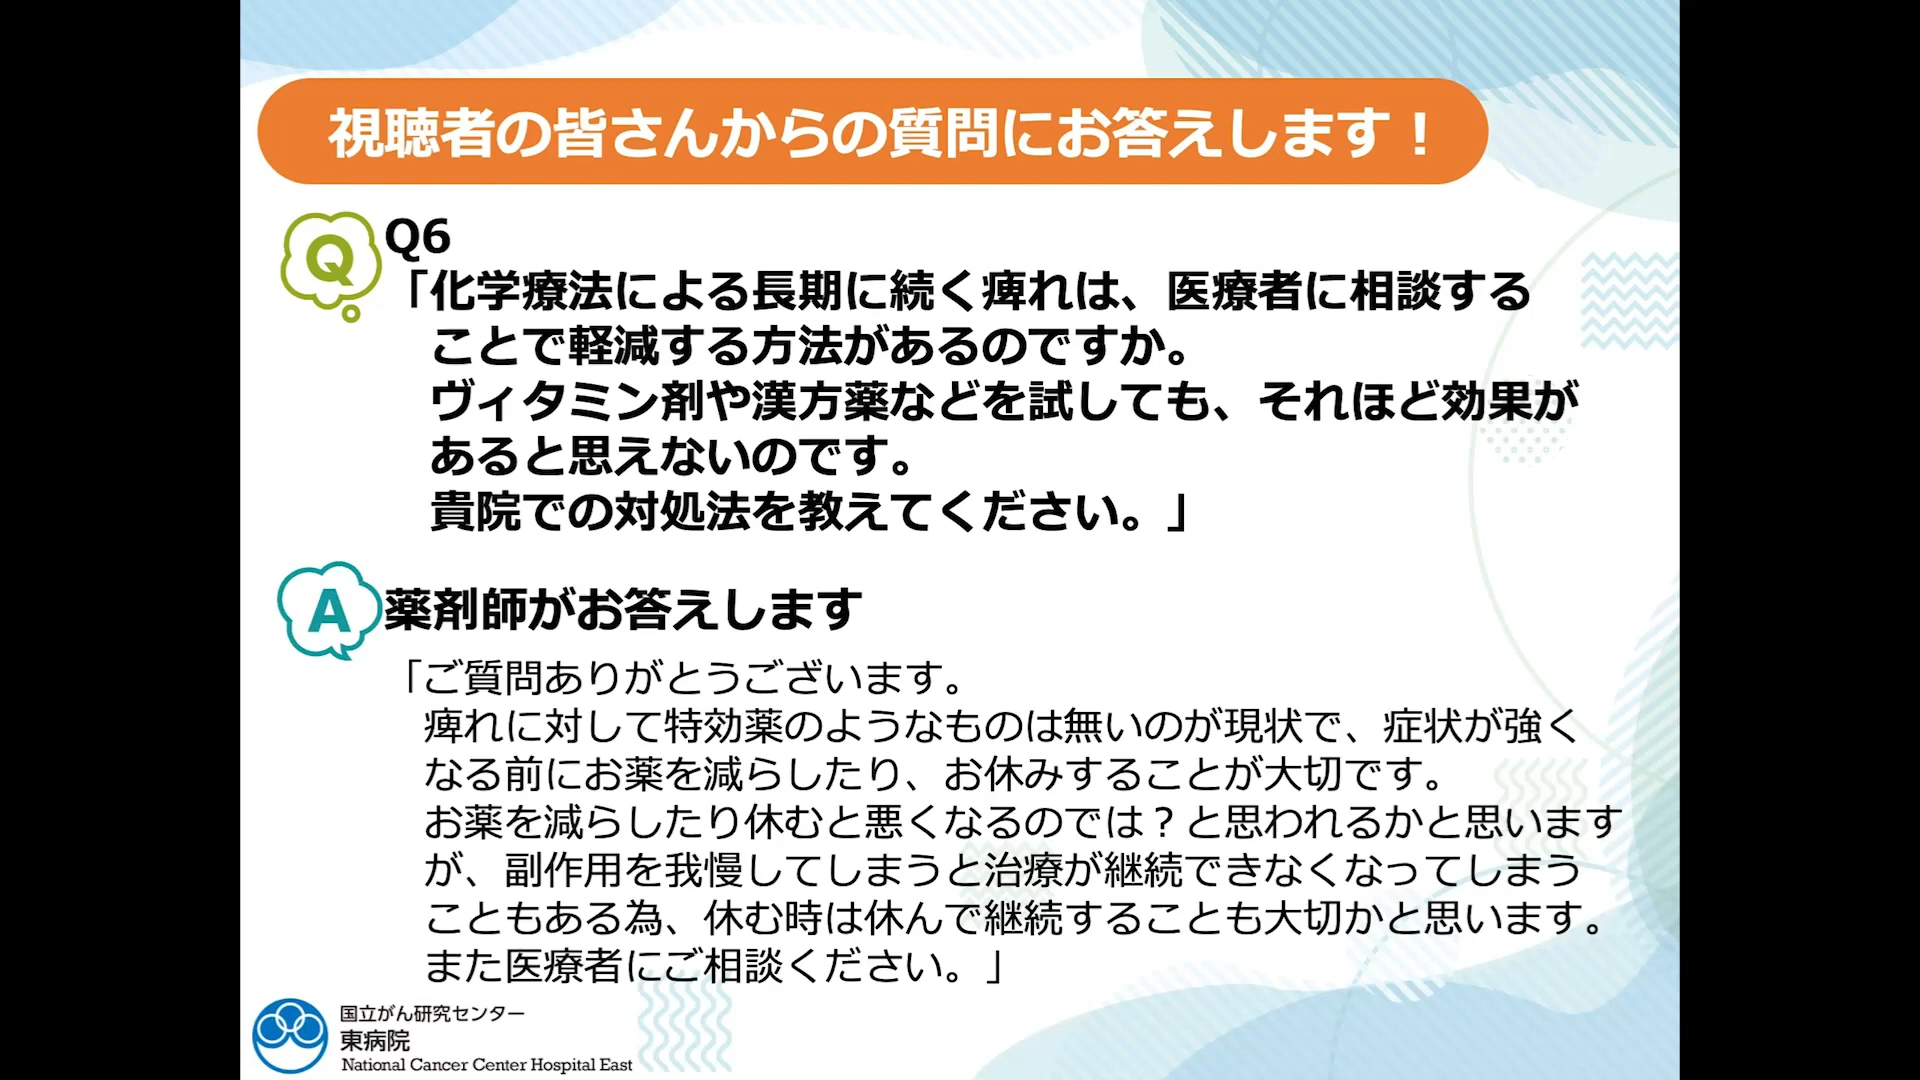 視聴者の皆さんからの質問にお答えします！
Q
Q6
「化学療法による長期に続く痺れは、医療者に相談する
ことで軽減する方法があるのですか。
ヴィタミン剤や漢方薬などを試しても、それほど効果が
あると思えないのです。
貴院での対処法を教えてください。」
A
薬剤師がお答えします
「ご質問ありがとうございます。
痺れに対して特効薬のようなものは無いのが現状で、症状が強く
なる前にお薬を減らしたり、お休みすることが大切です。
お薬を減らしたり休むと悪くなるのでは？と思われるかと思います
が、副作用を我慢してしまうと治療が継続できなくなってしまう
こともある為、休む時は休んで継続することも大切かと思います。
また医療者にご相談ください。」
国立がん研究センター
東病院
National Cancer Center Hospital East